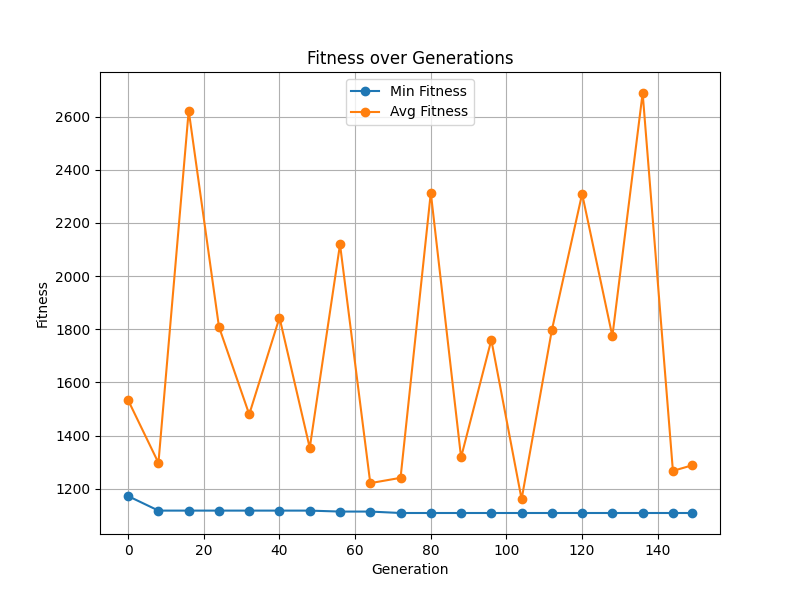 Fitness over Generations
Min Fitness
Avg Fitness
2600
2400
2200
2000
1800
1600
1400
1200
Fitness
0 20 40 60 80 100 120 140
Generation